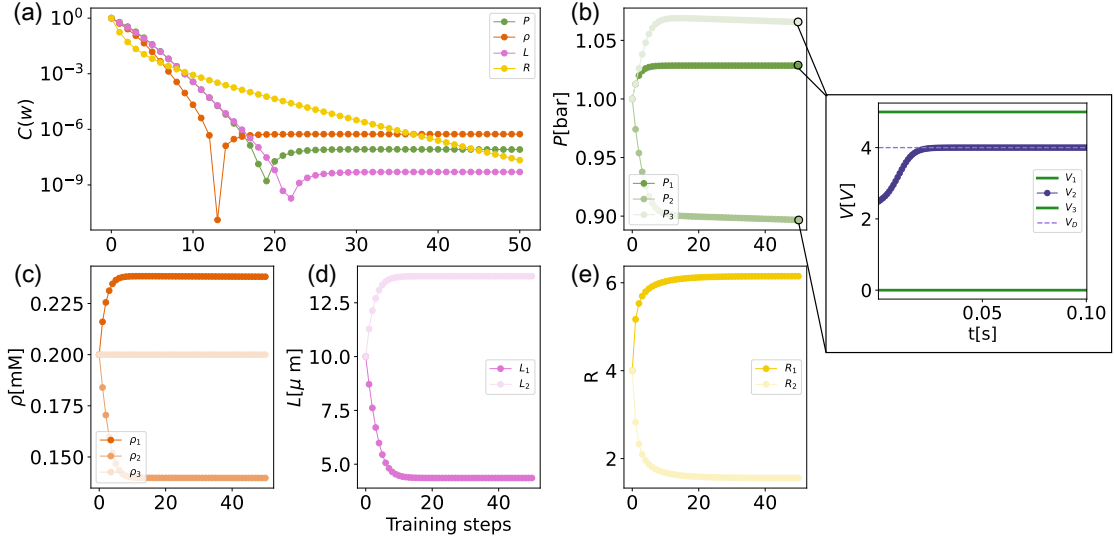 (a)
C(w)
10⁰
10⁻³
10⁻⁶
10⁻⁹
0 10 20 30 40 50
P
ρ
L
R
(b)
P[bar]
1.05
1.00
0.95
0.90
0 20 40
P₁
P₂
P₃
V[V]
4
2
0
0.05 0.10
t[s]
V₁
V₂
V₃
V_D
(c)
ρ[mM]
0.225
0.200
0.175
0.150
0 20 40
ρ₁
ρ₂
ρ₃
(d)
L[μ m]
12.5
10.0
7.5
5.0
0 20 40
Training steps
L₁
L₂
(e)
R
6
4
2
0 20 40
R₁
R₂